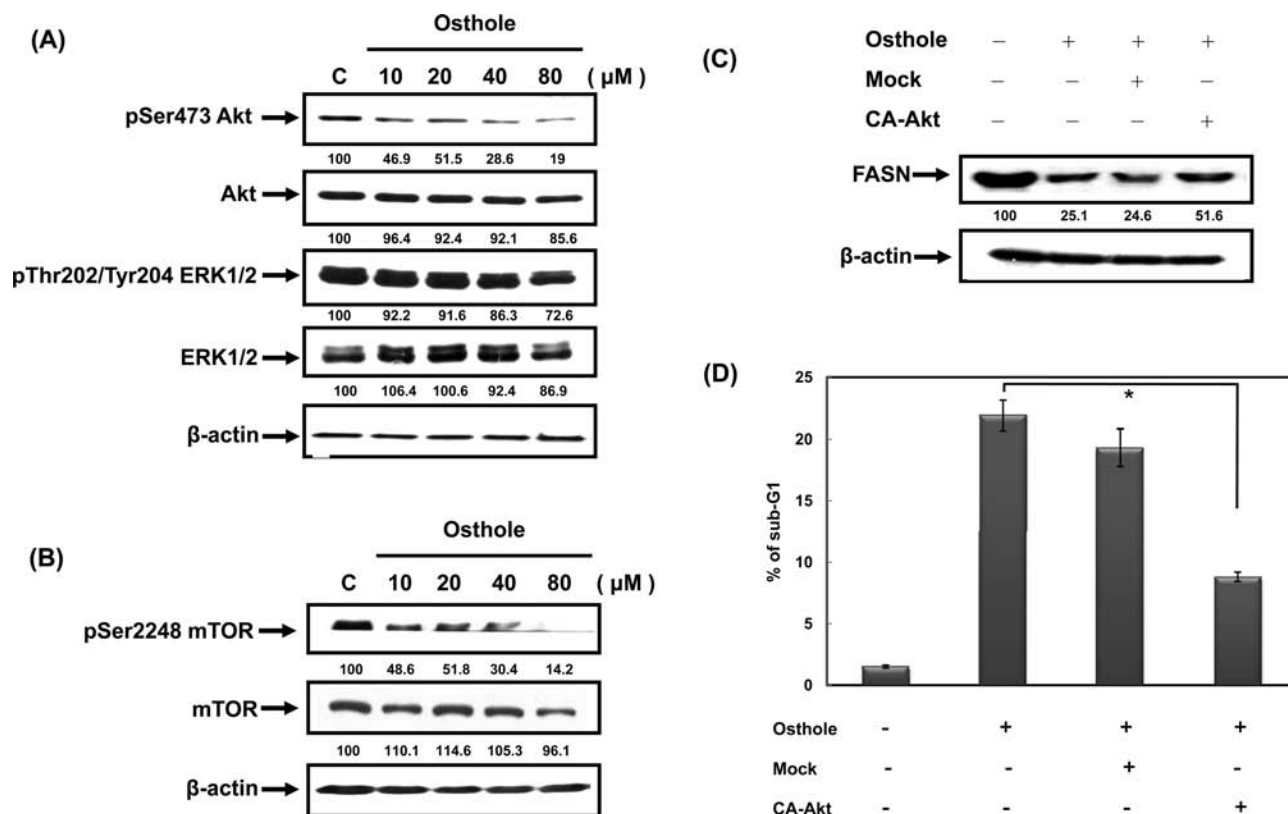 (A)
Osthole
C 10 20 40 80 ( µM )
pSer473 Akt
100 46.9 51.5 28.6 19
Akt
100 96.4 92.4 92.1 85.6
pThr202/Tyr204 ERK1/2
100 92.2 91.6 86.3 72.6
ERK1/2
100 106.4 100.6 92.4 86.9
β-actin
(B)
Osthole
C 10 20 40 80 ( µM )
pSer2248 mTOR
100 48.6 51.8 30.4 14.2
mTOR
100 110.1 114.6 105.3 96.1
β-actin
(C)
Osthole − + + +
Mock − − + −
CA-Akt − − − +
FASN
100 25.1 24.6 51.6
β-actin
(D)
% of sub-G1
25
20
15
10
5
0
*
Osthole - + + +
Mock - - + -
CA-Akt - - - +